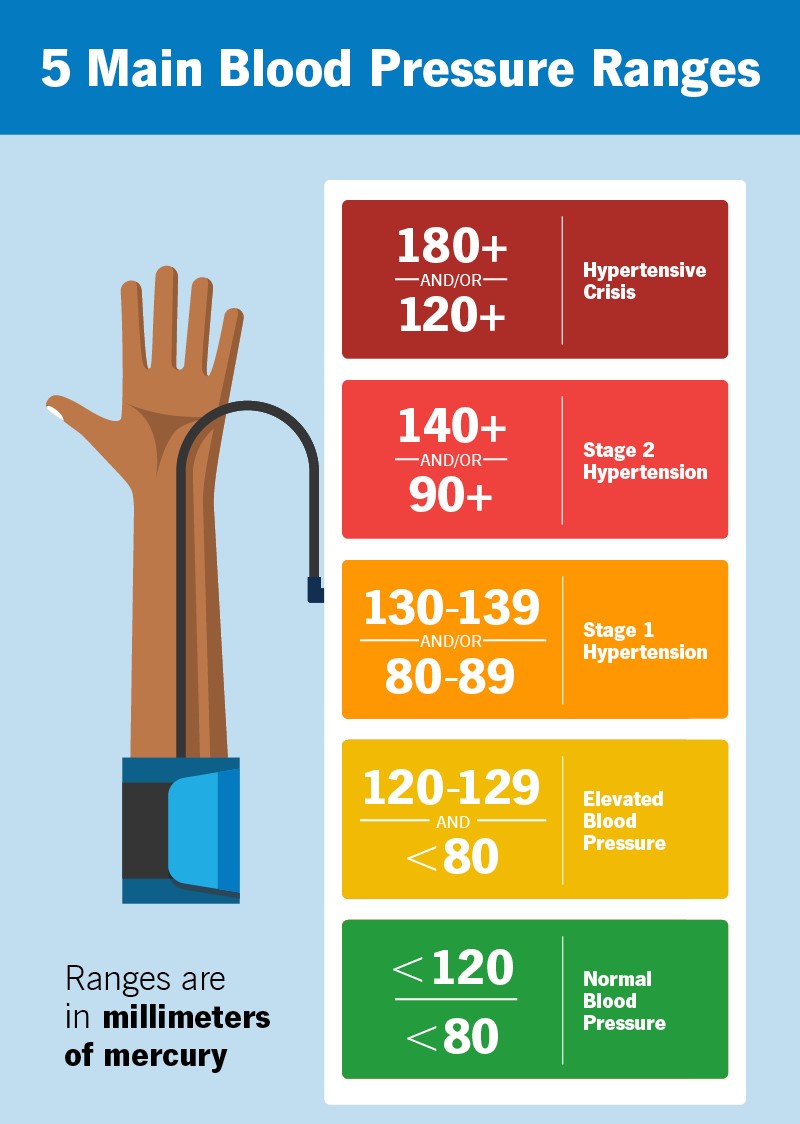 5 Main Blood Pressure Ranges
180+
AND/OR
120+
Hypertensive
Crisis
140+
AND/OR
90+
Stage 2
Hypertension
130-139
AND/OR
80-89
Stage 1
Hypertension
120-129
AND
<80
Elevated
Blood
Pressure
<120
<80
Normal
Blood
Pressure
Ranges are
in millimeters
of mercury